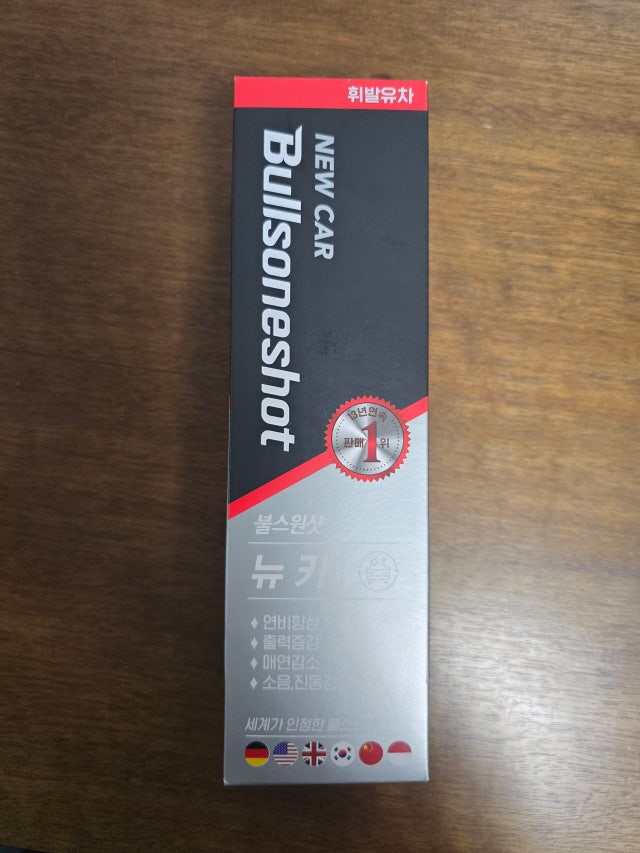 휘발유차
NEW CAR
Bullsoneshot
13년연속
판매 1위
불스원샷
뉴 카
♦ 연비향상
♦ 출력증강
♦ 매연감소
♦ 소음,진동감
세계가 인정한